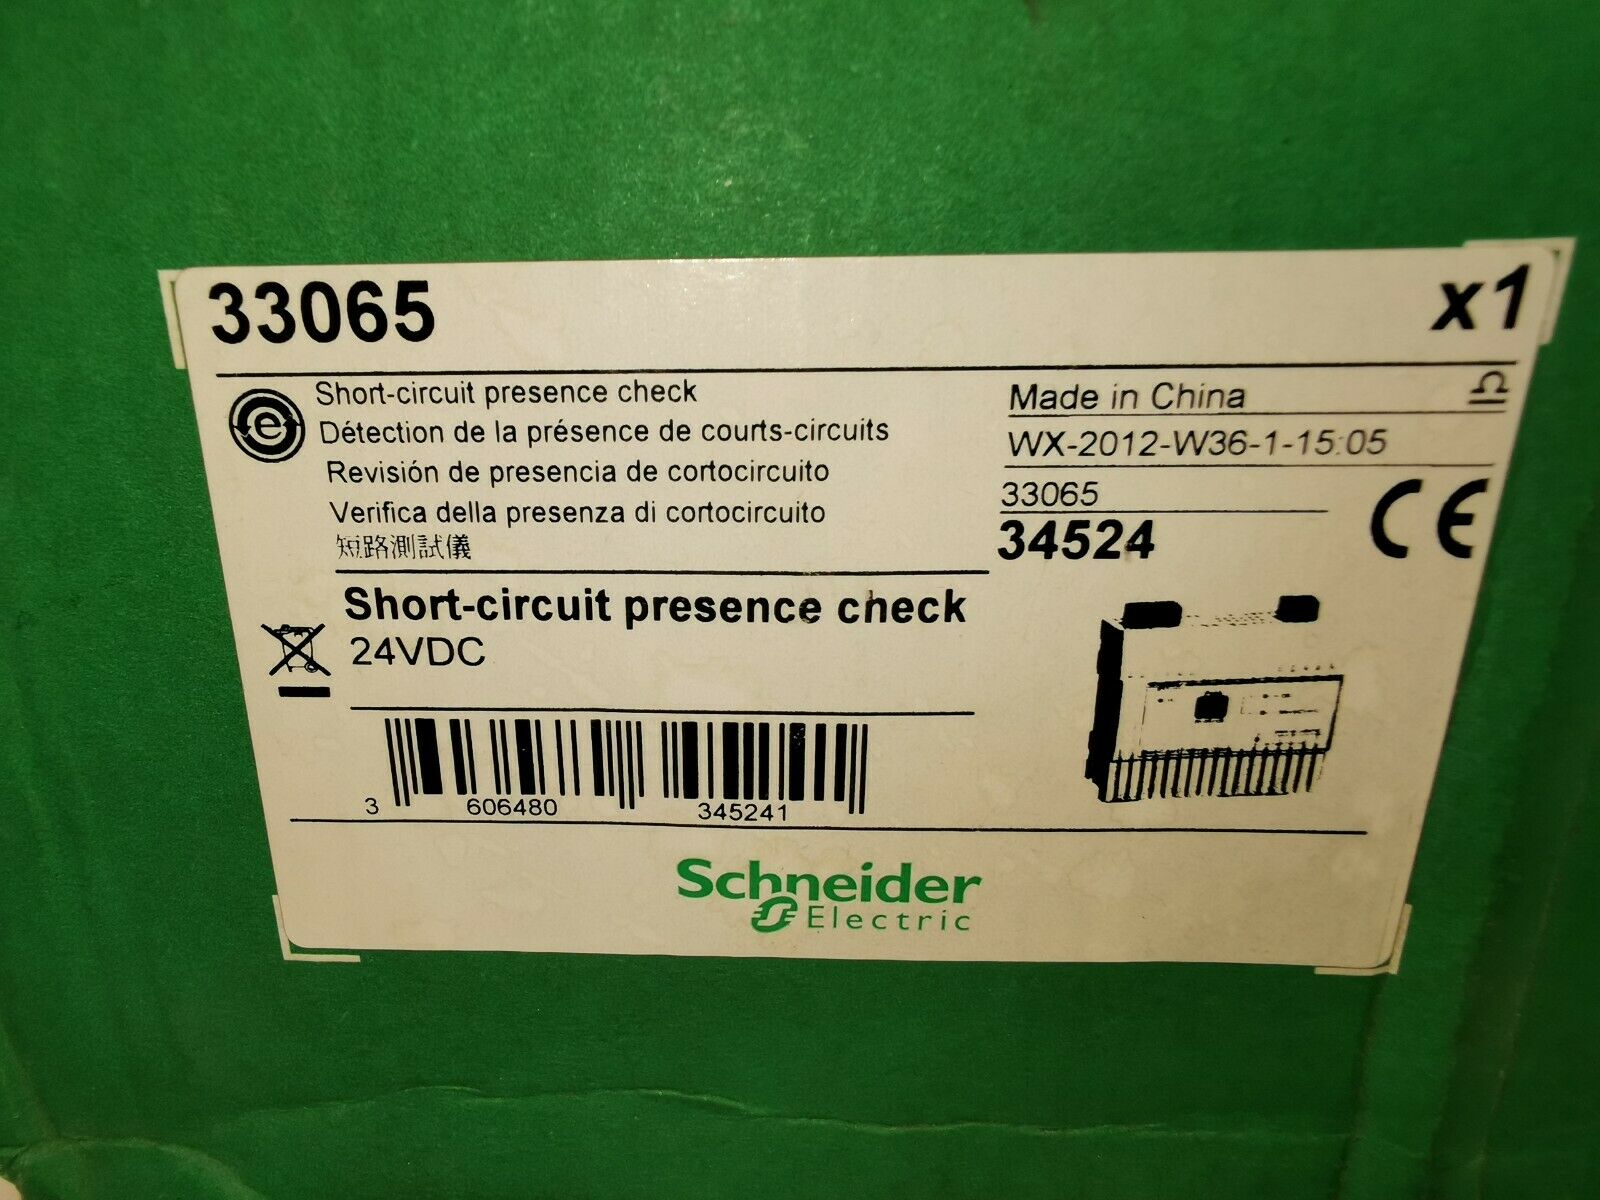 33065
x1
Short-circuit presence check
Détection de la présence de courts-circuits
Revisión de presencia de cortocircuito
Verifica della presenza di cortocircuito
短路測試儀
Made in China
WX-2012-W36-1-15:05
33065
34524
CE
Short-circuit presence check
24VDC
3 606480 345241
Schneider
Electric